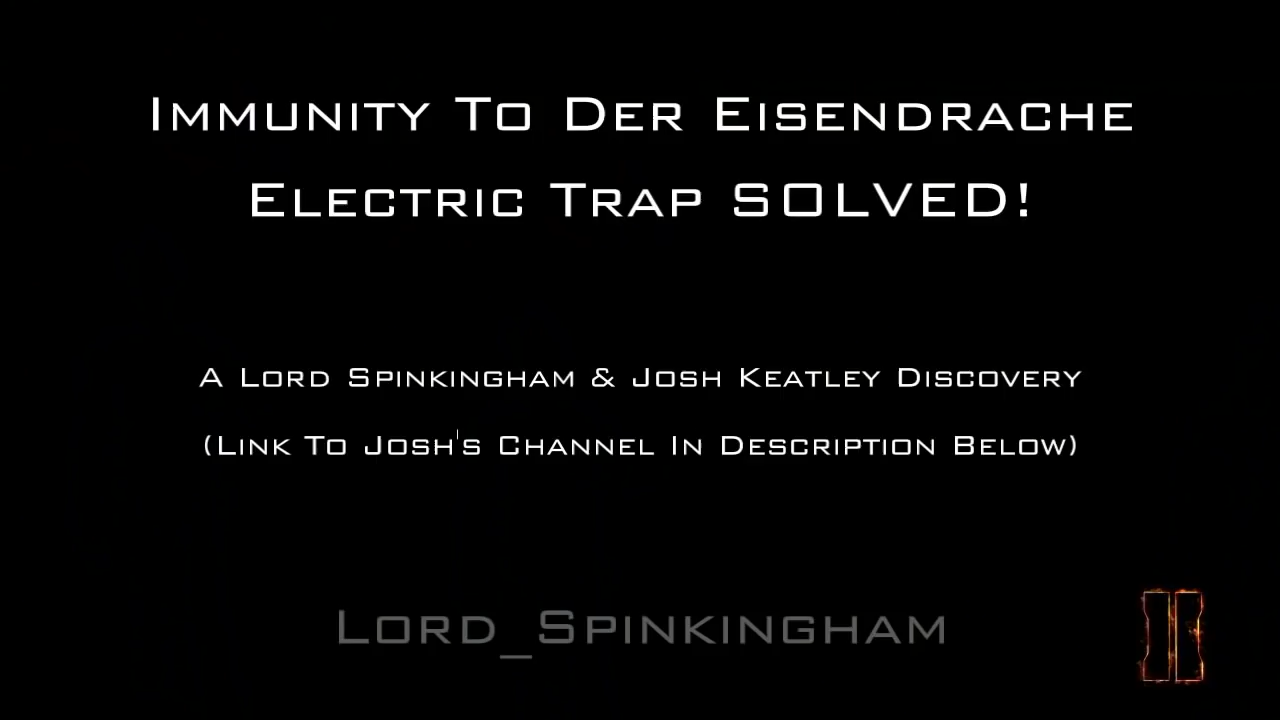 Immunity To Der Eisendrache
Electric Trap SOLVED!
A Lord Spinkingham & Josh Keatley Discovery
(Link To Josh's Channel In Description Below)
Lord_Spinkingham